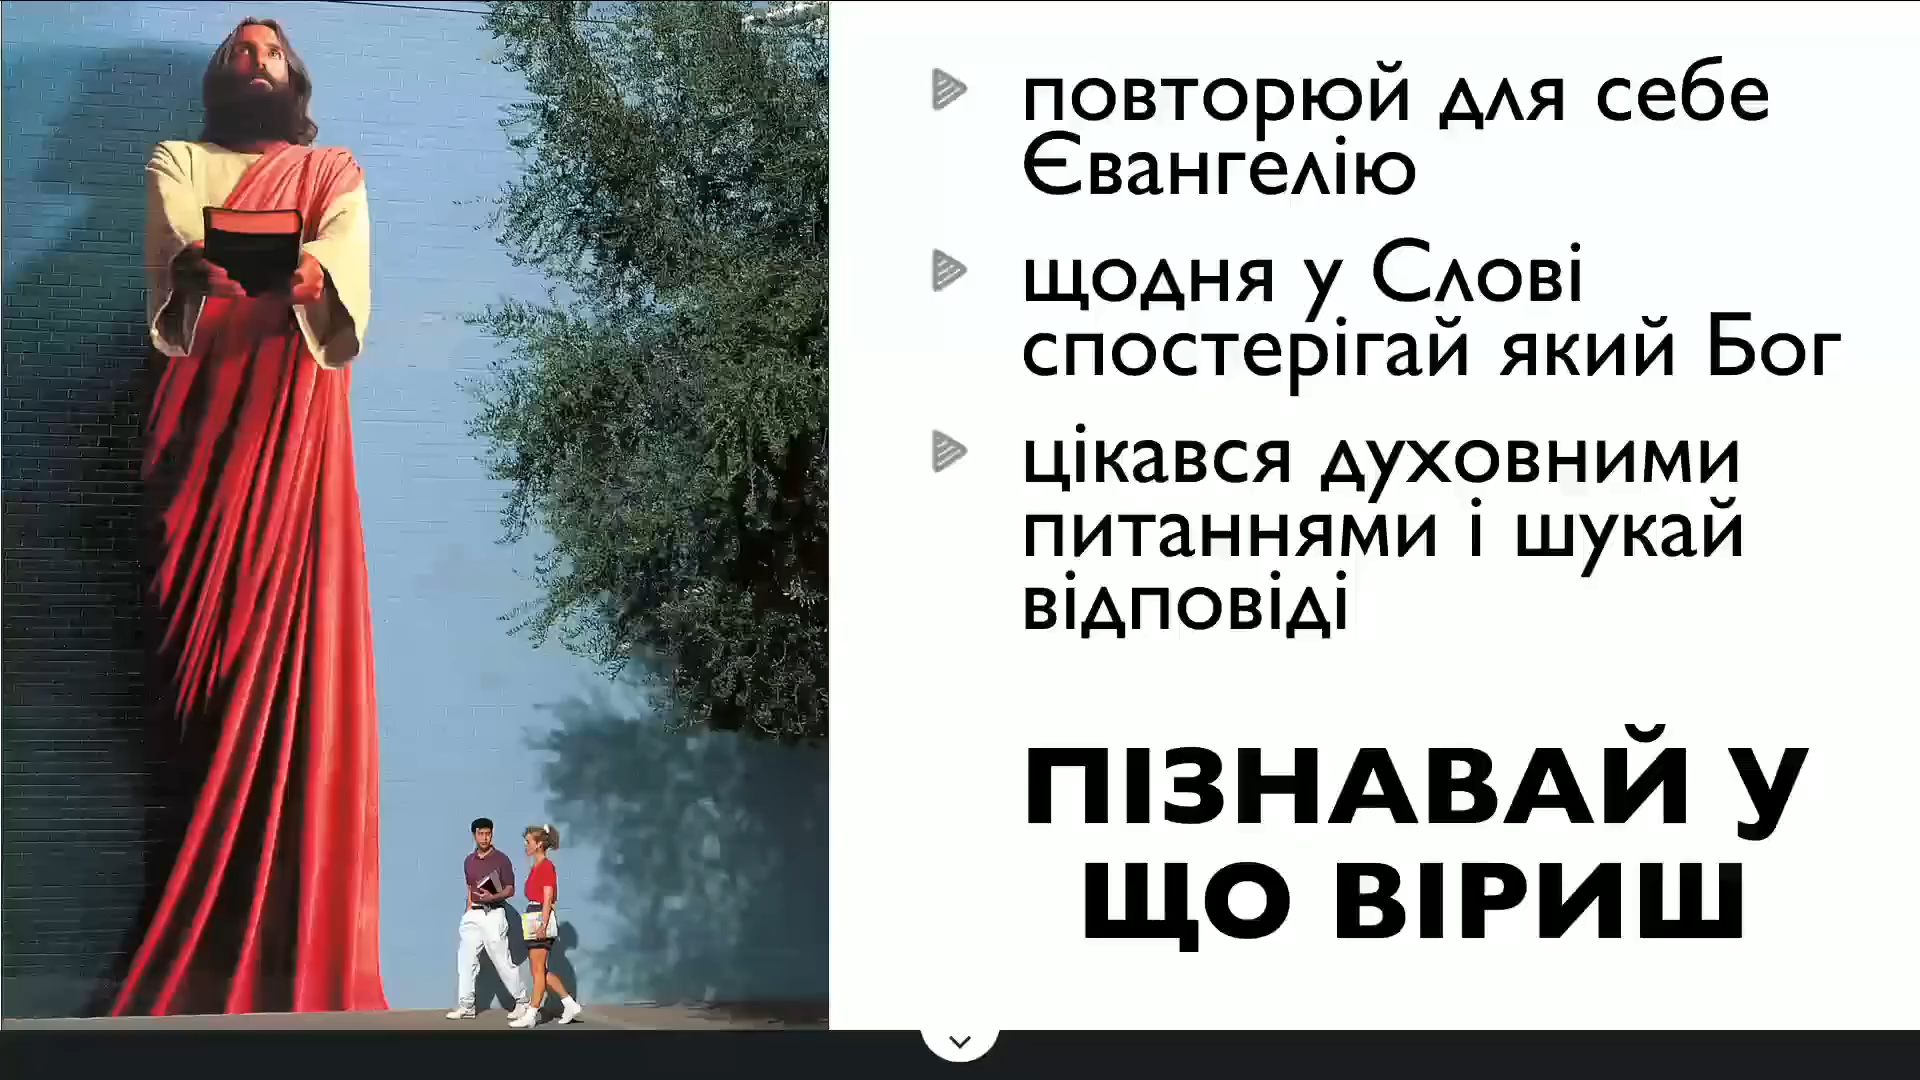 повторюй для себе
Євангелію
щодня у Слові
спостерігай який Бог
цікався духовними
питаннями і шукай
відповіді
ПІЗНАВАЙ У
ЩО ВІРИШ